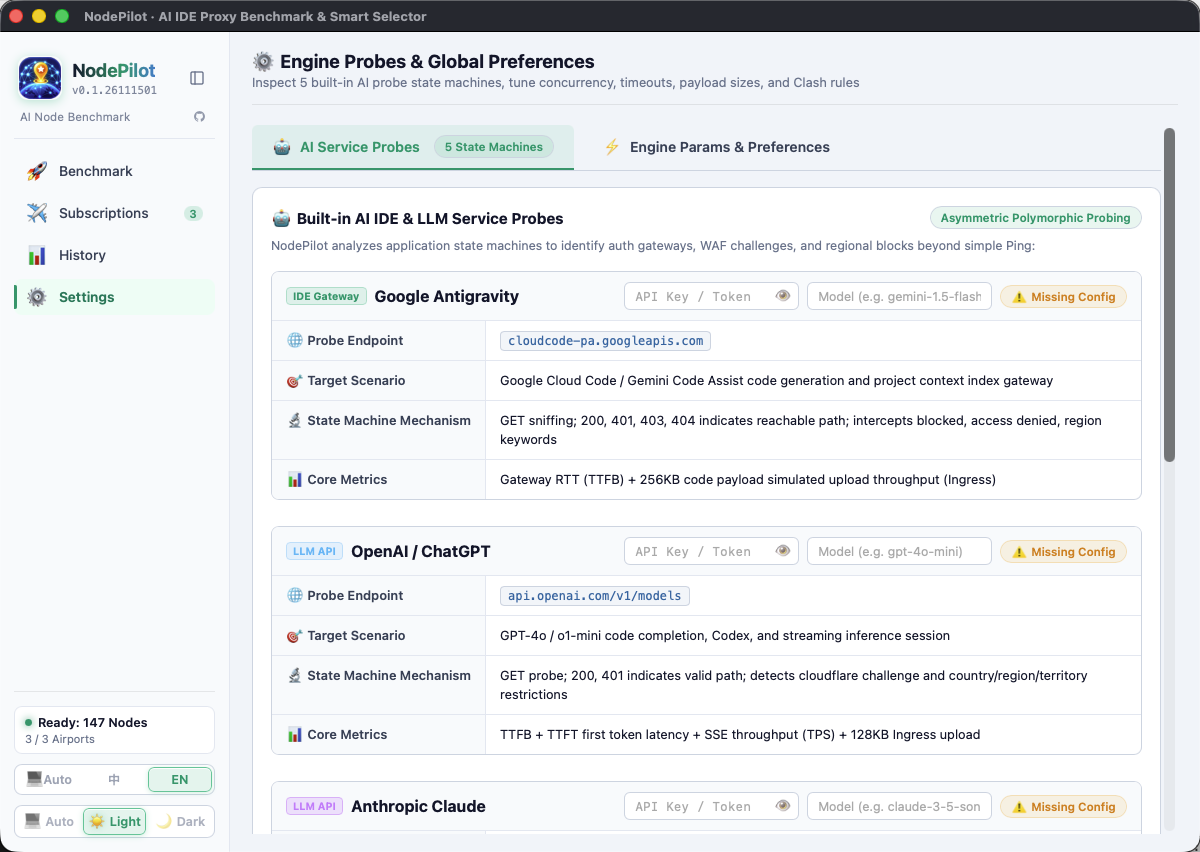 NodePilot · AI IDE Proxy Benchmark & Smart Selector
NodePilot
v0.1.26111501
AI Node Benchmark
Benchmark
Subscriptions 3
History
Settings
Ready: 147 Nodes
3 / 3 Airports
Auto 中 EN
Auto Light Dark
Engine Probes & Global Preferences
Inspect 5 built-in AI probe state machines, tune concurrency, timeouts, payload sizes, and Clash rules
AI Service Probes 5 State Machines Engine Params & Preferences
Built-in AI IDE & LLM Service Probes Asymmetric Polymorphic Probing
NodePilot analyzes application state machines to identify auth gateways, WAF challenges, and regional blocks beyond simple Ping:
IDE Gateway Google Antigravity API Key / Token Model (e.g. gemini-1.5-flash Missing Config
Probe Endpoint cloudcode-pa.googleapis.com
Target Scenario Google Cloud Code / Gemini Code Assist code generation and project context index gateway
State Machine Mechanism GET sniffing; 200, 401, 403, 404 indicates reachable path; intercepts blocked, access denied, region
keywords
Core Metrics Gateway RTT (TTFB) + 256KB code payload simulated upload throughput (Ingress)
LLM API OpenAI / ChatGPT API Key / Token Model (e.g. gpt-4o-mini) Missing Config
Probe Endpoint api.openai.com/v1/models
Target Scenario GPT-4o / o1-mini code completion, Codex, and streaming inference session
State Machine Mechanism GET probe; 200, 401 indicates valid path; detects cloudflare challenge and country/region/territory
restrictions
Core Metrics TTFB + TTFT first token latency + SSE throughput (TPS) + 128KB Ingress upload
LLM API Anthropic Claude API Key / Token Model (e.g. claude-3-5-son Missing Config